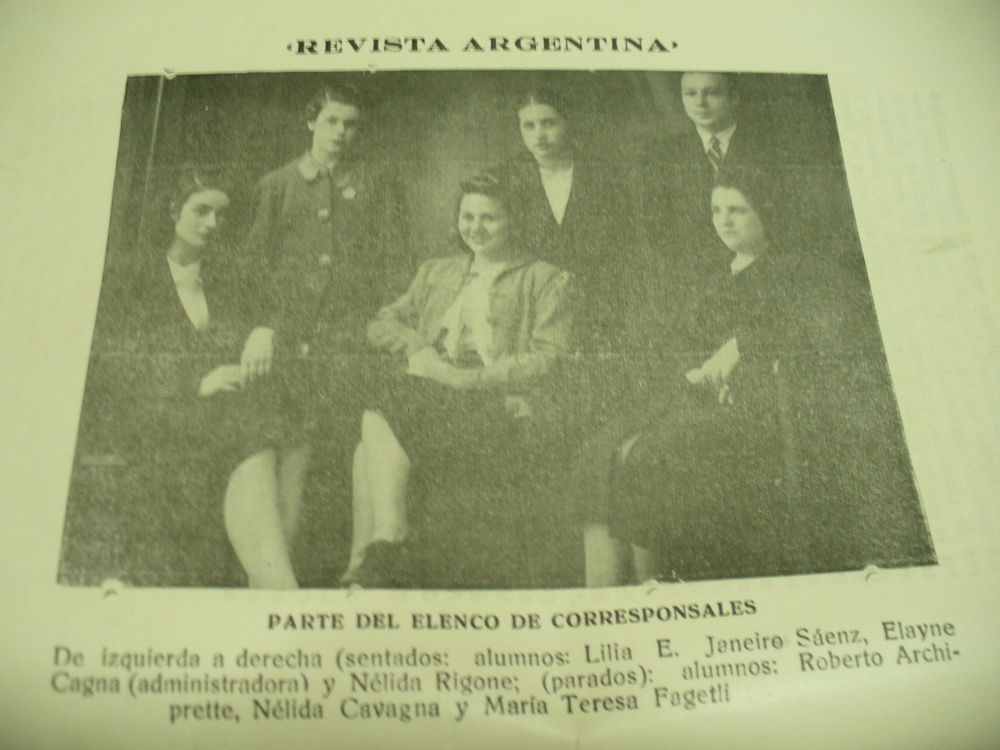 «REVISTA ARGENTINA»
PARTE DEL ELENCO DE CORRESPONSALES
De izquierda a derecha (sentados: alumnos: Lilia E. Janeiro Sáenz, Elayne
Cagna (administradora) y Nélida Rigone; (parados): alumnos: Roberto Archi-
prette, Nélida Cavagna y María Teresa Fagetli